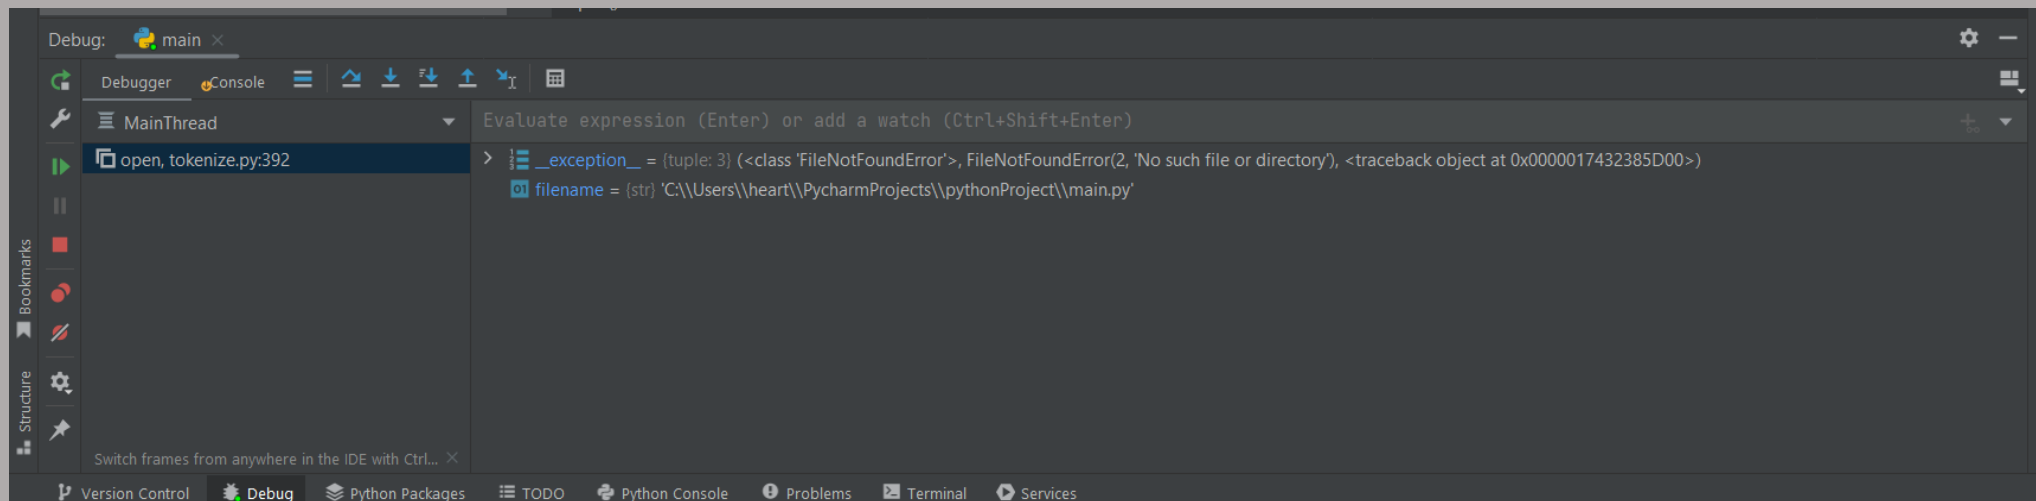 Debug: main
Debugger Console
MainThread
Evaluate expression (Enter) or add a watch (Ctrl+Shift+Enter)
open, tokenize.py:392
__exception__ = {tuple: 3} (<class 'FileNotFoundError'>, FileNotFoundError(2, 'No such file or directory'), <traceback object at 0x0000017432385D00>)
filename = {str} 'C:\\Users\\heart\\PycharmProjects\\pythonProject\\main.py'
Bookmarks
Structure
Switch frames from anywhere in the IDE with Ctrl...
Version Control Debug Python Packages TODO Python Console Problems Terminal Services